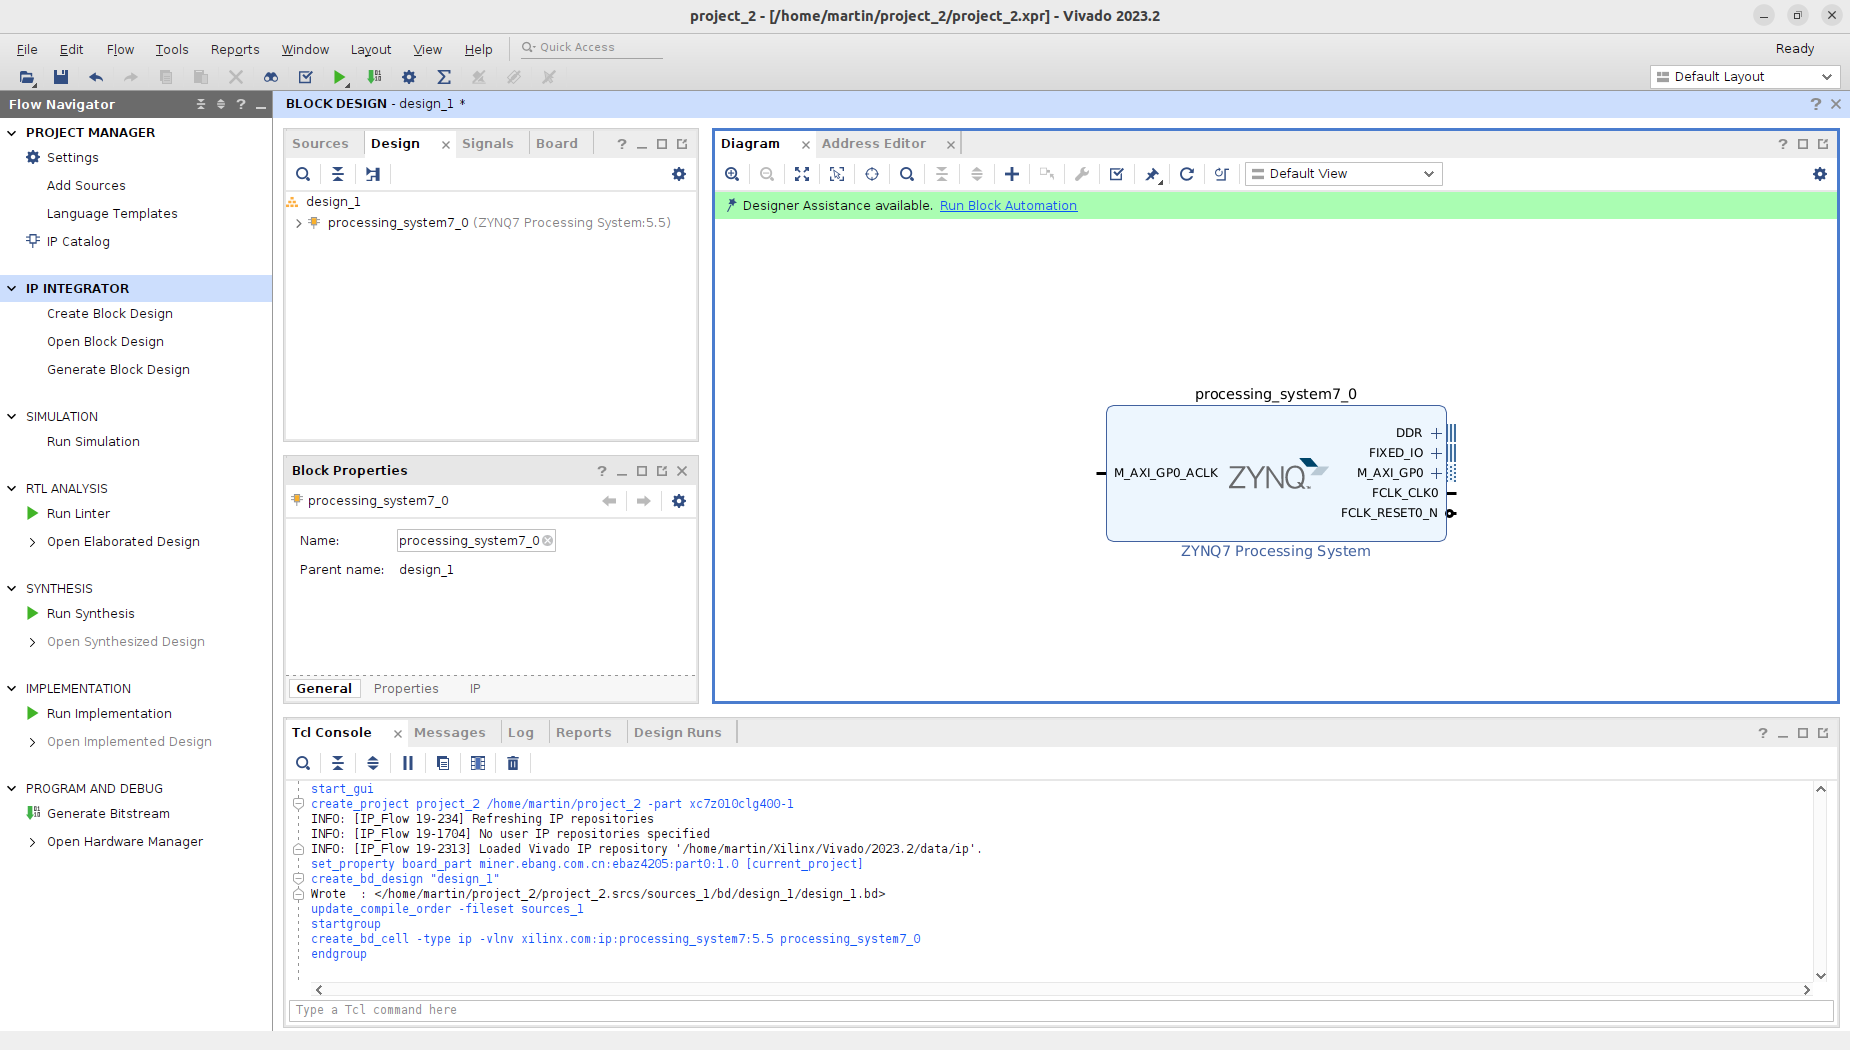 project_2 - [/home/martin/project_2/project_2.xpr] - Vivado 2023.2
File Edit Flow Tools Reports Window Layout View Help Quick Access Ready
Default Layout
Flow Navigator
PROJECT MANAGER
Settings
Add Sources
Language Templates
IP Catalog
IP INTEGRATOR
Create Block Design
Open Block Design
Generate Block Design
SIMULATION
Run Simulation
RTL ANALYSIS
Run Linter
Open Elaborated Design
SYNTHESIS
Run Synthesis
Open Synthesized Design
IMPLEMENTATION
Run Implementation
Open Implemented Design
PROGRAM AND DEBUG
Generate Bitstream
Open Hardware Manager
BLOCK DESIGN - design_1 *
Sources Design Signals Board
design_1
processing_system7_0 (ZYNQ7 Processing System:5.5)
Block Properties
processing_system7_0
Name: processing_system7_0
Parent name: design_1
General Properties IP
Diagram Address Editor
Default View
Designer Assistance available. Run Block Automation
processing_system7_0
DDR
FIXED_IO
M_AXI_GP0_ACLK ZYNQ M_AXI_GP0
FCLK_CLK0
FCLK_RESET0_N
ZYNQ7 Processing System
Tcl Console Messages Log Reports Design Runs
start_gui
create_project project_2 /home/martin/project_2 -part xc7z010clg400-1
INFO: [IP_Flow 19-234] Refreshing IP repositories
INFO: [IP_Flow 19-1704] No user IP repositories specified
INFO: [IP_Flow 19-2313] Loaded Vivado IP repository '/home/martin/Xilinx/Vivado/2023.2/data/ip'.
set_property board_part miner.ebang.com.cn:ebaz4205:part0:1.0 [current_project]
create_bd_design "design_1"
Wrote  : </home/martin/project_2/project_2.srcs/sources_1/bd/design_1/design_1.bd>
update_compile_order -fileset sources_1
startgroup
create_bd_cell -type ip -vlnv xilinx.com:ip:processing_system7:5.5 processing_system7_0
endgroup
Type a Tcl command here